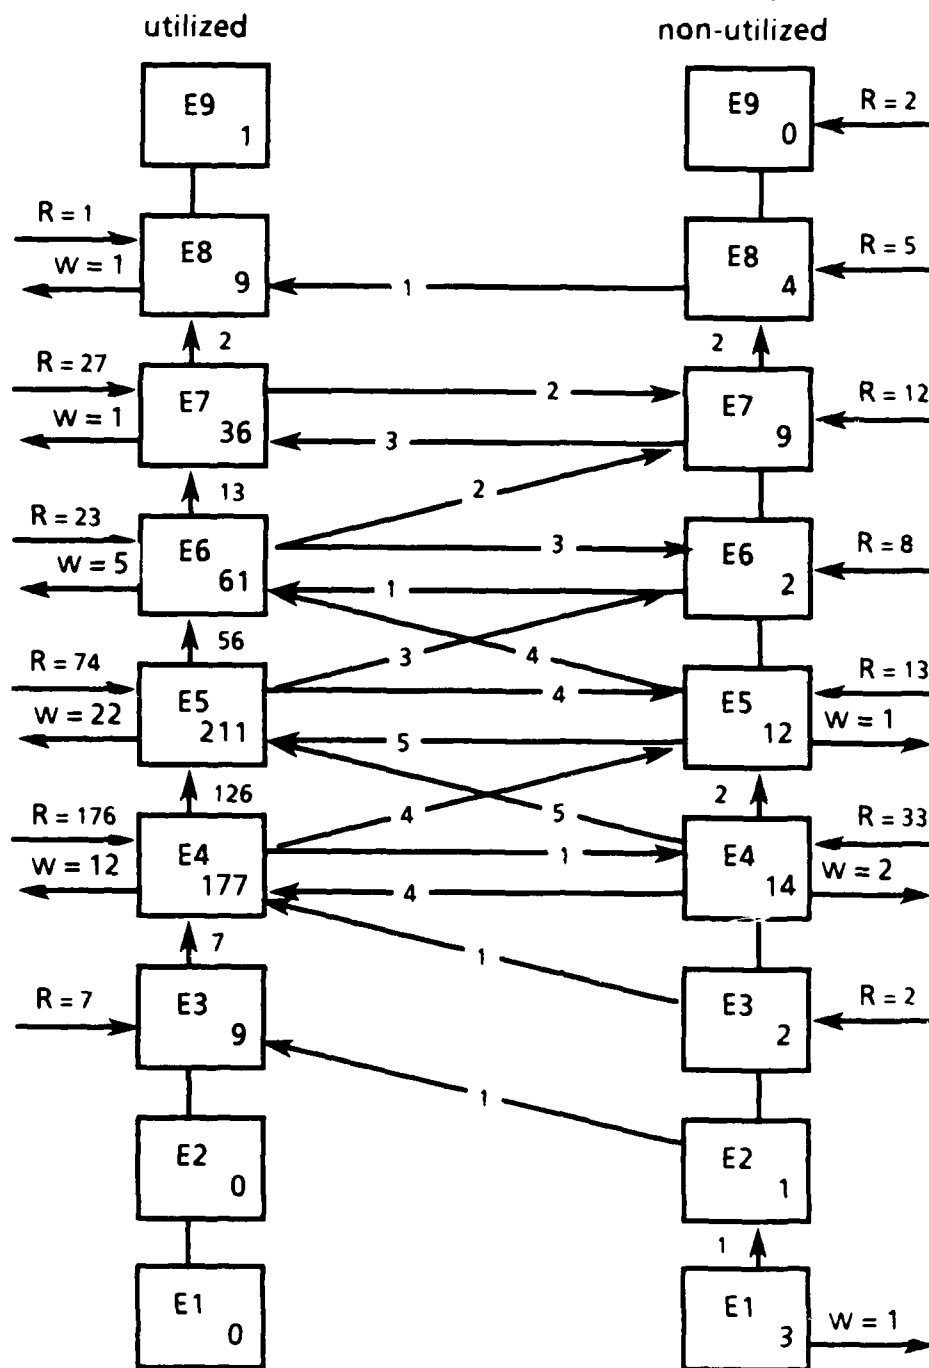 utilized non-utilized
E9 E9 R = 2
1 0
R = 1
E8 E8 R = 5
W = 1
9 1 4
2 2
R = 27
E7 2 E7 R = 12
W = 1
36 3 9
13 2
R = 23
E6 3 E6 R = 8
W = 5
61 1 2
56
R = 74 3 4 R = 13
E5 4 E5
W = 22 W = 1
211 5 12
126 2
R = 176 4 5 R = 33
E4 1 E4
W = 12 W = 2
177 4 14
7
1
R = 7 E3 E3 R = 2
9 2
1
E2 E2
0 1
1
E1 E1 W = 1
0 3